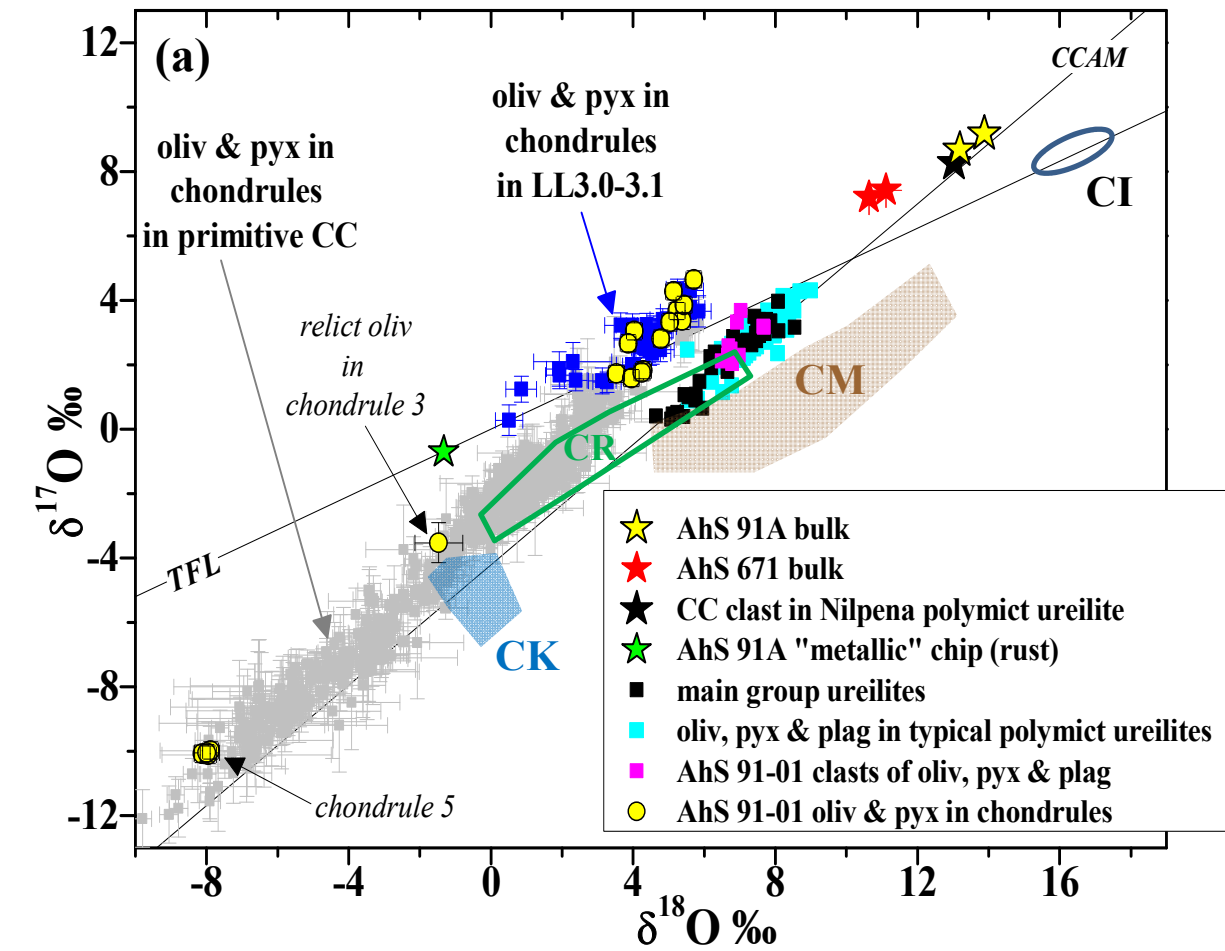 (a)
CCAM
oliv & pyx in
chondrules
in LL3.0-3.1
oliv & pyx in
chondrules
in primitive CC
CI
relict oliv
in
chondrule 3
CM
CR
TFL
CK
chondrule 5
AhS 91A bulk
AhS 671 bulk
CC clast in Nilpena polymict ureilite
AhS 91A "metallic" chip (rust)
main group ureilites
oliv, pyx & plag in typical polymict ureilites
AhS 91-01 clasts of oliv, pyx & plag
AhS 91-01 oliv & pyx in chondrules
12
8
4
0
-4
-8
-12
δ¹⁷O ‰
-8 -4 0 4 8 12 16
δ¹⁸O ‰